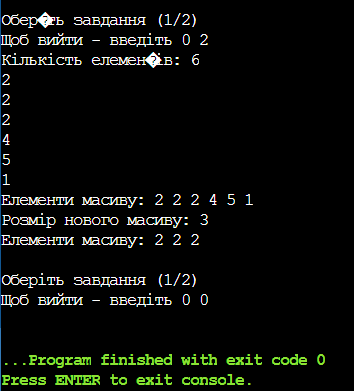 Обер�ть завдання (1/2)
Щоб вийти - введіть 0 2
Кількість елемен�ів: 6
2
2
2
4
5
1
Елементи масиву: 2 2 2 4 5 1
Розмір нового масиву: 3
Елементи масиву: 2 2 2
Оберіть завдання (1/2)
Щоб вийти - введіть 0 0
...Program finished with exit code 0
Press ENTER to exit console.